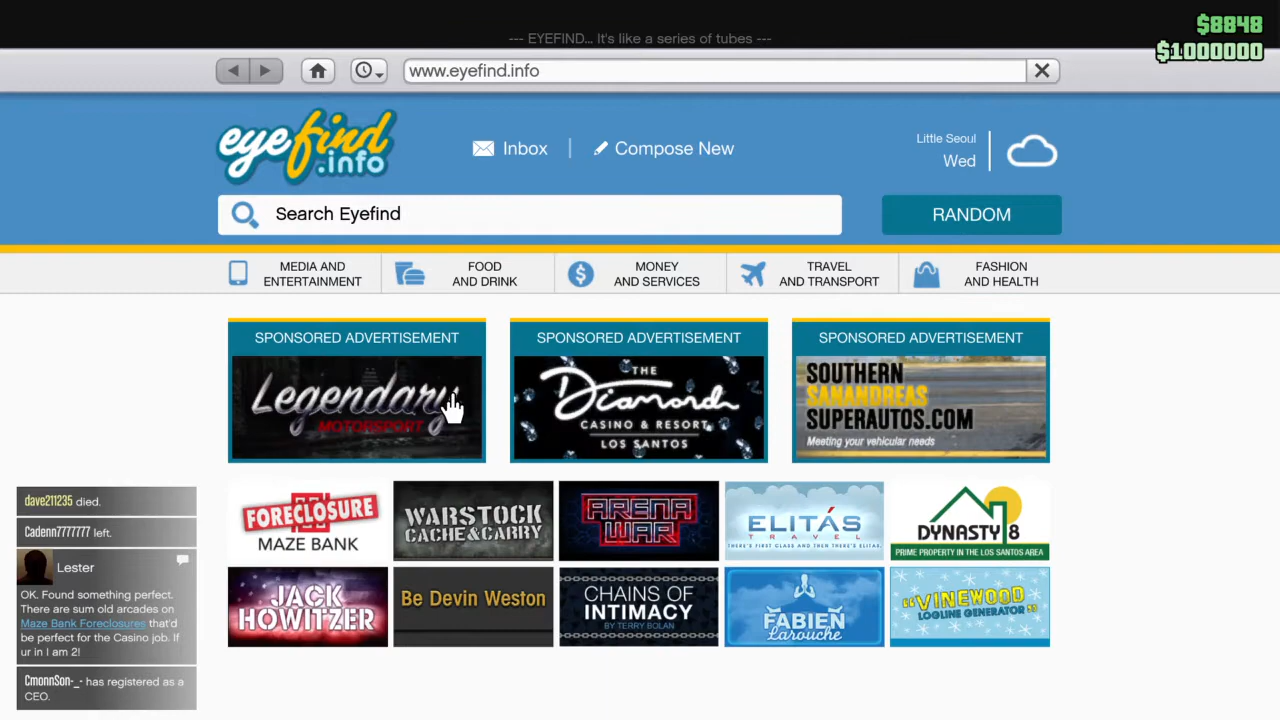 --- EYEFIND... It's like a series of tubes ---
$8848
$1000000
www.eyefind.info
eyefind
.info
Inbox
Compose New
Little Seoul
Wed
Search Eyefind
RANDOM
MEDIA AND
ENTERTAINMENT
FOOD
AND DRINK
MONEY
AND SERVICES
TRAVEL
AND TRANSPORT
FASHION
AND HEALTH
SPONSORED ADVERTISEMENT
Legendary
MOTORSPORT
SPONSORED ADVERTISEMENT
THE
Diamond
CASINO & RESORT
LOS SANTOS
SPONSORED ADVERTISEMENT
SOUTHERN
SANANDREAS
SUPERAUTOS.COM
Meeting your vehicular needs
FORECLOSURE
MAZE BANK
WARSTOCK
CACHE&CARRY
ARENA
WAR
ELITÁS
TRAVEL
THERE'S FIRST CLASS AND THEN THERE'S ELITAS.
DYNASTY 8
PRIME PROPERTY IN THE LOS SANTOS AREA
JACK
HOWITZER
Be Devin Weston
CHAINS OF
INTIMACY
BY TERRY BOLAN
FABIEN
Larouche
"VINEWOOD
LOGLINE GENERATOR"
dave211235 died.
Cadenn7777777 left.
Lester
OK. Found something perfect.
There are sum old arcades on
Maze Bank Foreclosures that'd
be perfect for the Casino job. If
ur in I am 2!
CmonnSon-_- has registered as a
CEO.